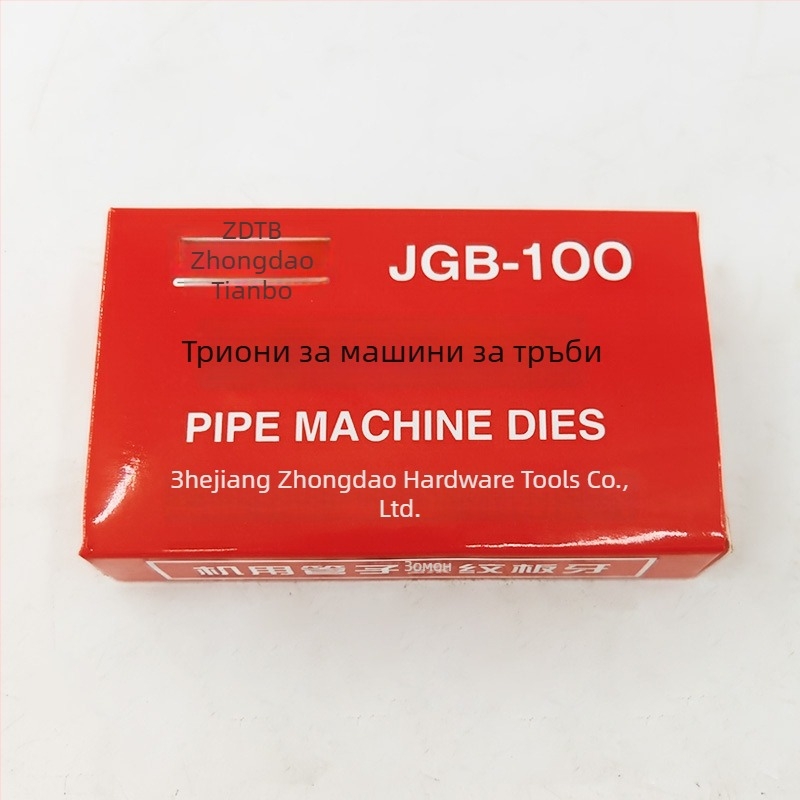 ZDTB
Zhongdao
Tianbo
JGB-100
Триони за машини за тръби
PIPE MACHINE DIES
3hejiang Zhongdao Hardware Tools Co.,
Ltd.
机用管子螺纹板牙